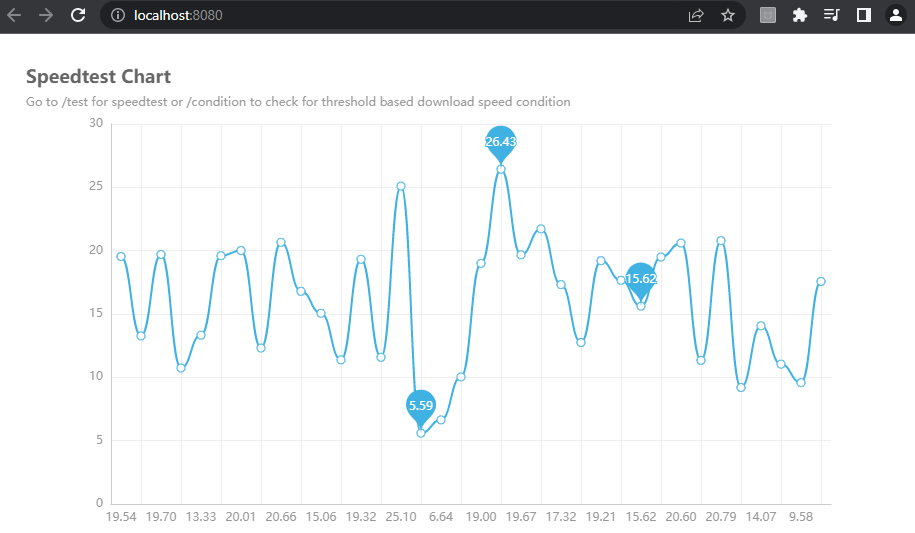 localhost:8080
Speedtest Chart
Go to /test for speedtest or /condition to check for threshold based download speed condition
30
26.43
25
20
15.62
15
10
5.59
5
0
19.54 19.70 13.33 20.01 20.66 15.06 19.32 25.10 6.64 19.00 19.67 17.32 19.21 15.62 20.60 20.79 14.07 9.58